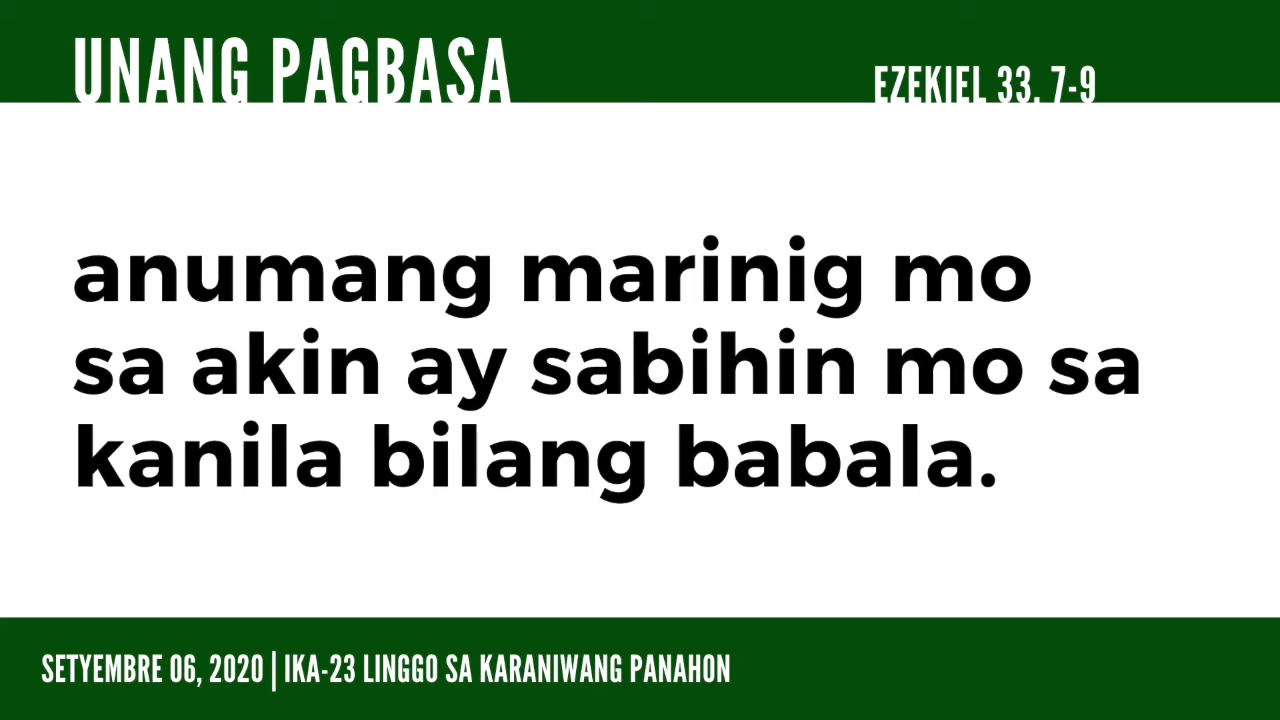 UNANG PAGBASA
EZEKIEL 33, 7-9
anumang marinig mo
sa akin ay sabihin mo sa
kanila bilang babala.
SETYEMBRE 06, 2020 | IKA-23 LINGGO SA KARANIWANG PANAHON